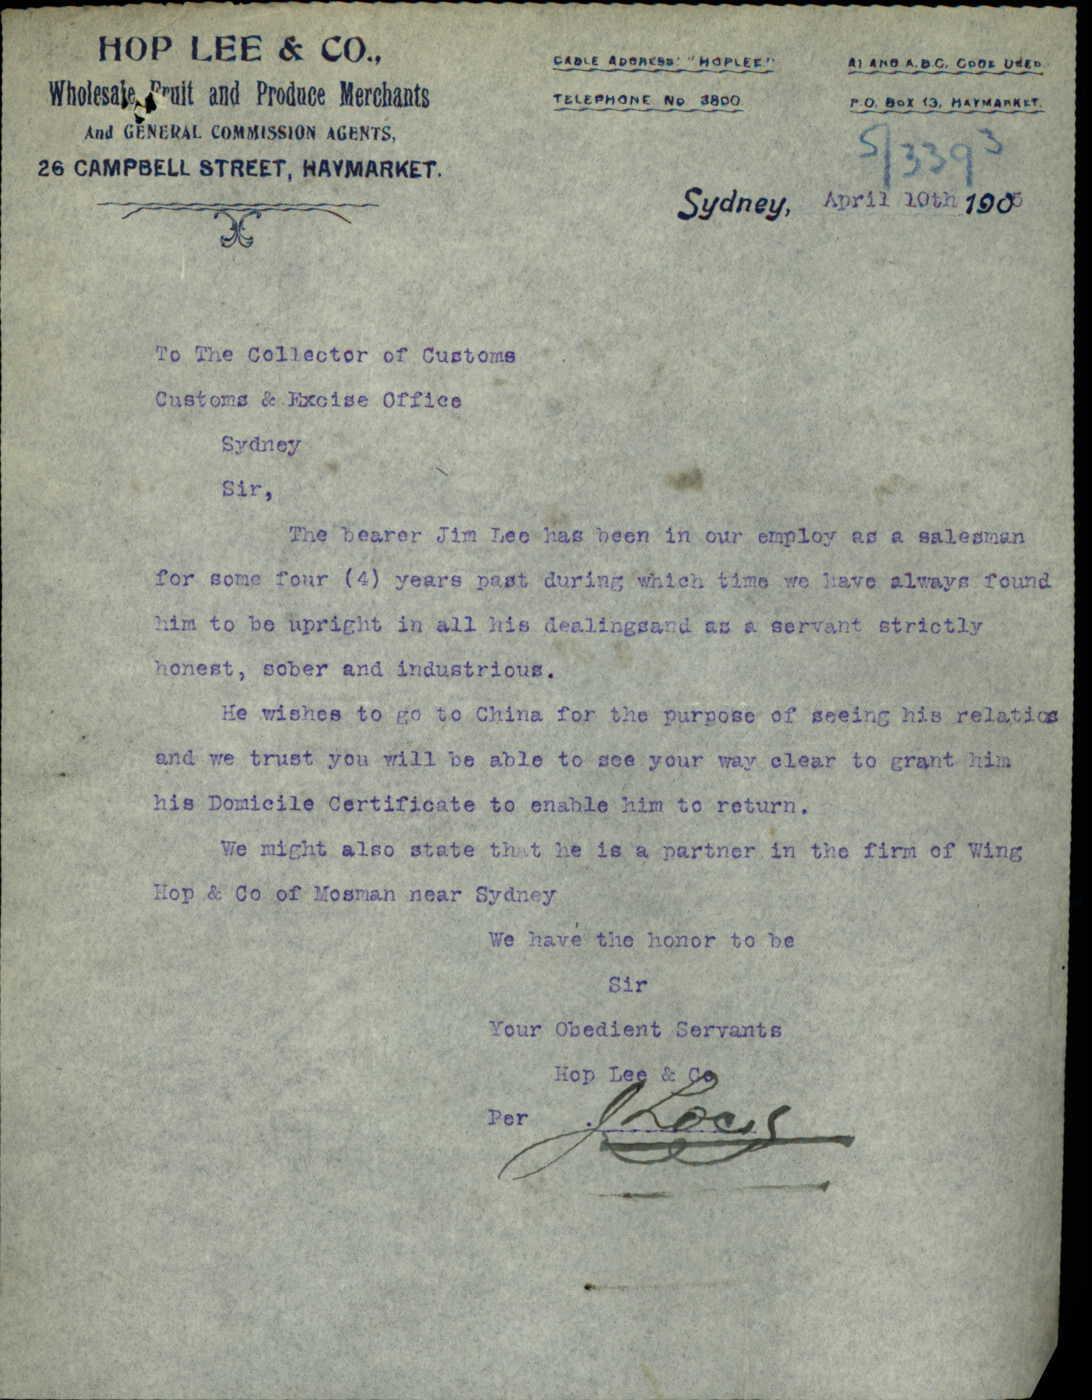 HOP LEE & CO.,
Wholesale Fruit and Produce Merchants
And GENERAL COMMISSION AGENTS,
26 CAMPBELL STREET, HAYMARKET.
CABLE ADDRESS "HOPLEE"
TELEPHONE No 3800
A1 AND A.B.C. CODE USED.
P.O. BOX 13, HAYMARKET.
5/3393
Sydney, April 10th 1905
To The Collector of Customs
Customs & Excise Office
Sydney
Sir,
The bearer Jim Lee has been in our employ as a salesman
for some four (4) years past during which time we have always found
him to be upright in all his dealingsand as a servant strictly
honest, sober and industrious.
He wishes to go to China for the purpose of seeing his relatios
and we trust you will be able to see your way clear to grant him
his Domicile Certificate to enable him to return.
We might also state that he is a partner in the firm of Wing
Hop & Co of Mosman near Sydney
We have the honor to be
Sir
Your Obedient Servants
Hop Lee & Co
Per